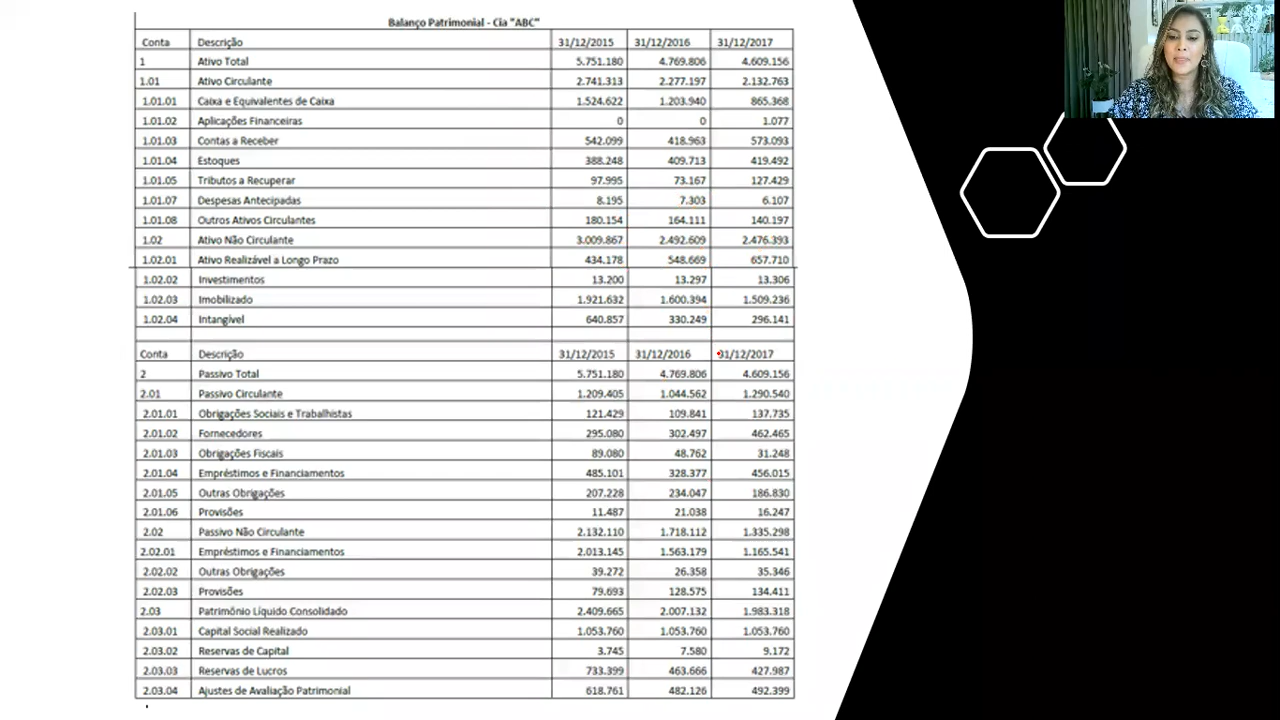 Balanço Patrimonial - Cia "ABC"
Conta Descrição 31/12/2015 31/12/2016 31/12/2017
1 Ativo Total 5.751.180 4.769.806 4.609.156
1.01 Ativo Circulante 2.741.313 2.277.197 2.132.763
1.01.01 Caixa e Equivalentes de Caixa 1.524.622 1.203.940 865.368
1.01.02 Aplicações Financeiras 0 0 1.077
1.01.03 Contas a Receber 542.099 418.963 573.093
1.01.04 Estoques 388.248 409.713 419.492
1.01.05 Tributos a Recuperar 97.995 73.167 127.429
1.01.07 Despesas Antecipadas 8.195 7.303 6.107
1.01.08 Outros Ativos Circulantes 180.154 164.111 140.197
1.02 Ativo Não Circulante 3.009.867 2.492.609 2.476.393
1.02.01 Ativo Realizável a Longo Prazo 434.178 548.669 657.710
1.02.02 Investimentos 13.200 13.297 13.306
1.02.03 Imobilizado 1.921.632 1.600.394 1.509.236
1.02.04 Intangível 640.857 330.249 296.141
Conta Descrição 31/12/2015 31/12/2016 31/12/2017
2 Passivo Total 5.751.180 4.769.806 4.609.156
2.01 Passivo Circulante 1.209.405 1.044.562 1.290.540
2.01.01 Obrigações Sociais e Trabalhistas 121.429 109.841 137.735
2.01.02 Fornecedores 295.080 302.497 462.465
2.01.03 Obrigações Fiscais 89.080 48.762 31.248
2.01.04 Empréstimos e Financiamentos 485.101 328.377 456.015
2.01.05 Outras Obrigações 207.228 234.047 186.830
2.01.06 Provisões 11.487 21.038 16.247
2.02 Passivo Não Circulante 2.132.110 1.718.112 1.335.298
2.02.01 Empréstimos e Financiamentos 2.013.145 1.563.179 1.165.541
2.02.02 Outras Obrigações 39.272 26.358 35.346
2.02.03 Provisões 79.693 128.575 134.411
2.03 Patrimônio Líquido Consolidado 2.409.665 2.007.132 1.983.318
2.03.01 Capital Social Realizado 1.053.760 1.053.760 1.053.760
2.03.02 Reservas de Capital 3.745 7.580 9.172
2.03.03 Reservas de Lucros 733.399 463.666 427.987
2.03.04 Ajustes de Avaliação Patrimonial 618.761 482.126 492.399